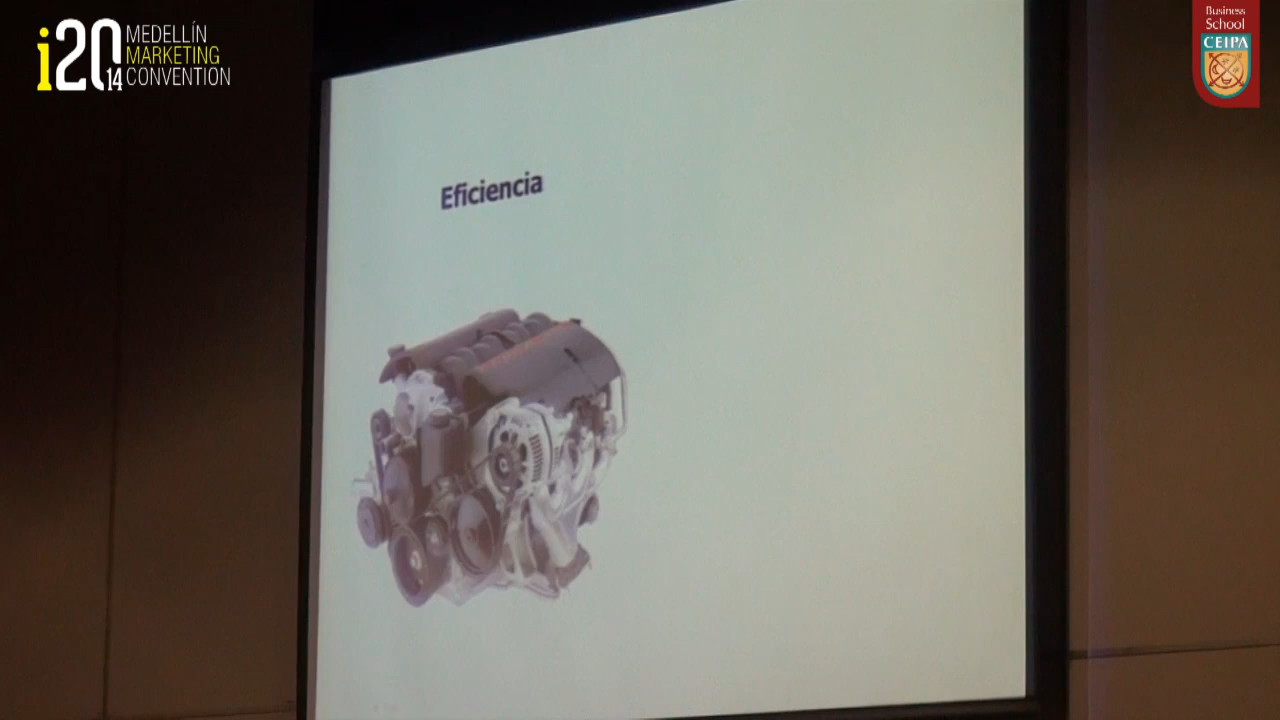 i2014
MEDELLÍN
MARKETING
CONVENTION
Business
School
CEIPA
Eficiencia